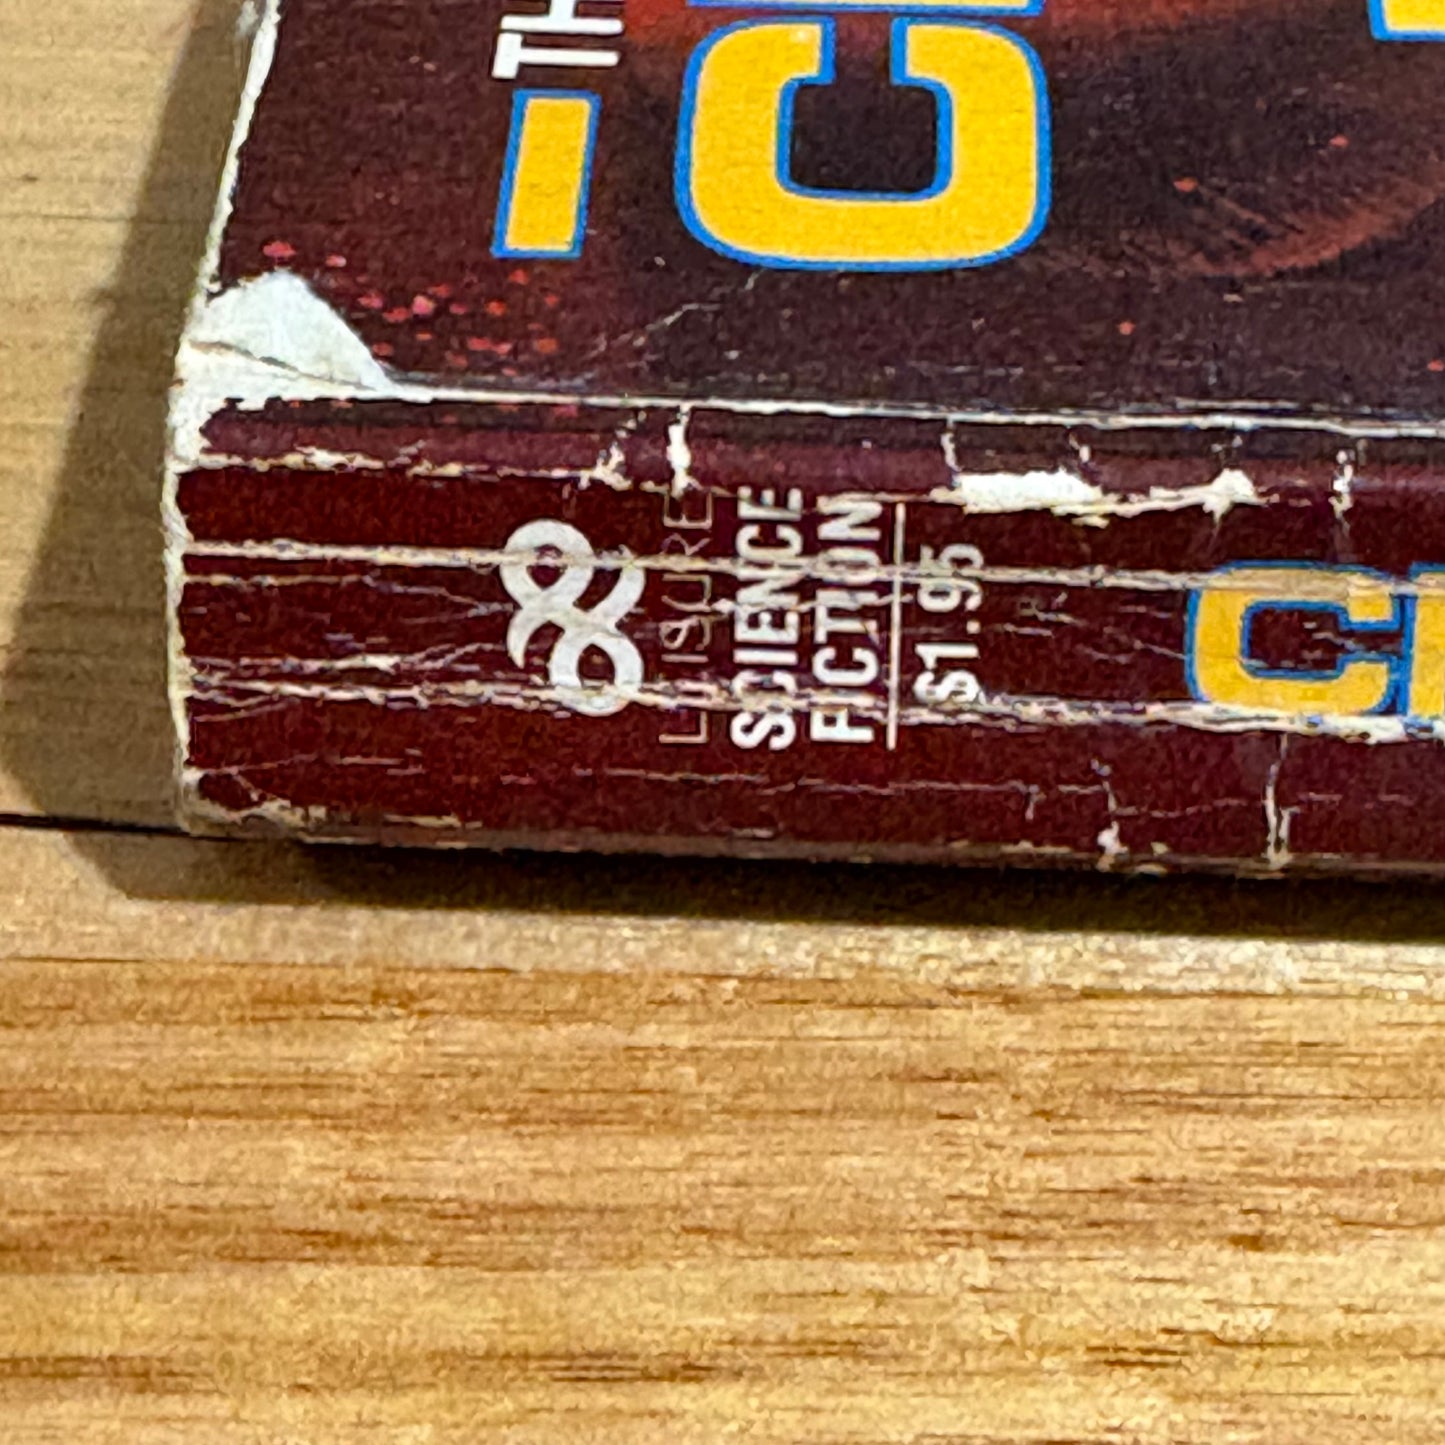 TH
C
LEISURE
SCIENCE
FICTION
$1.95
C